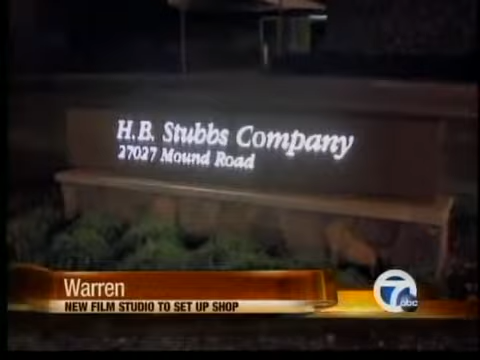 H.B. Stubbs Company
27027 Mound Road
Warren
NEW FILM STUDIO TO SET UP SHOP
7
abc